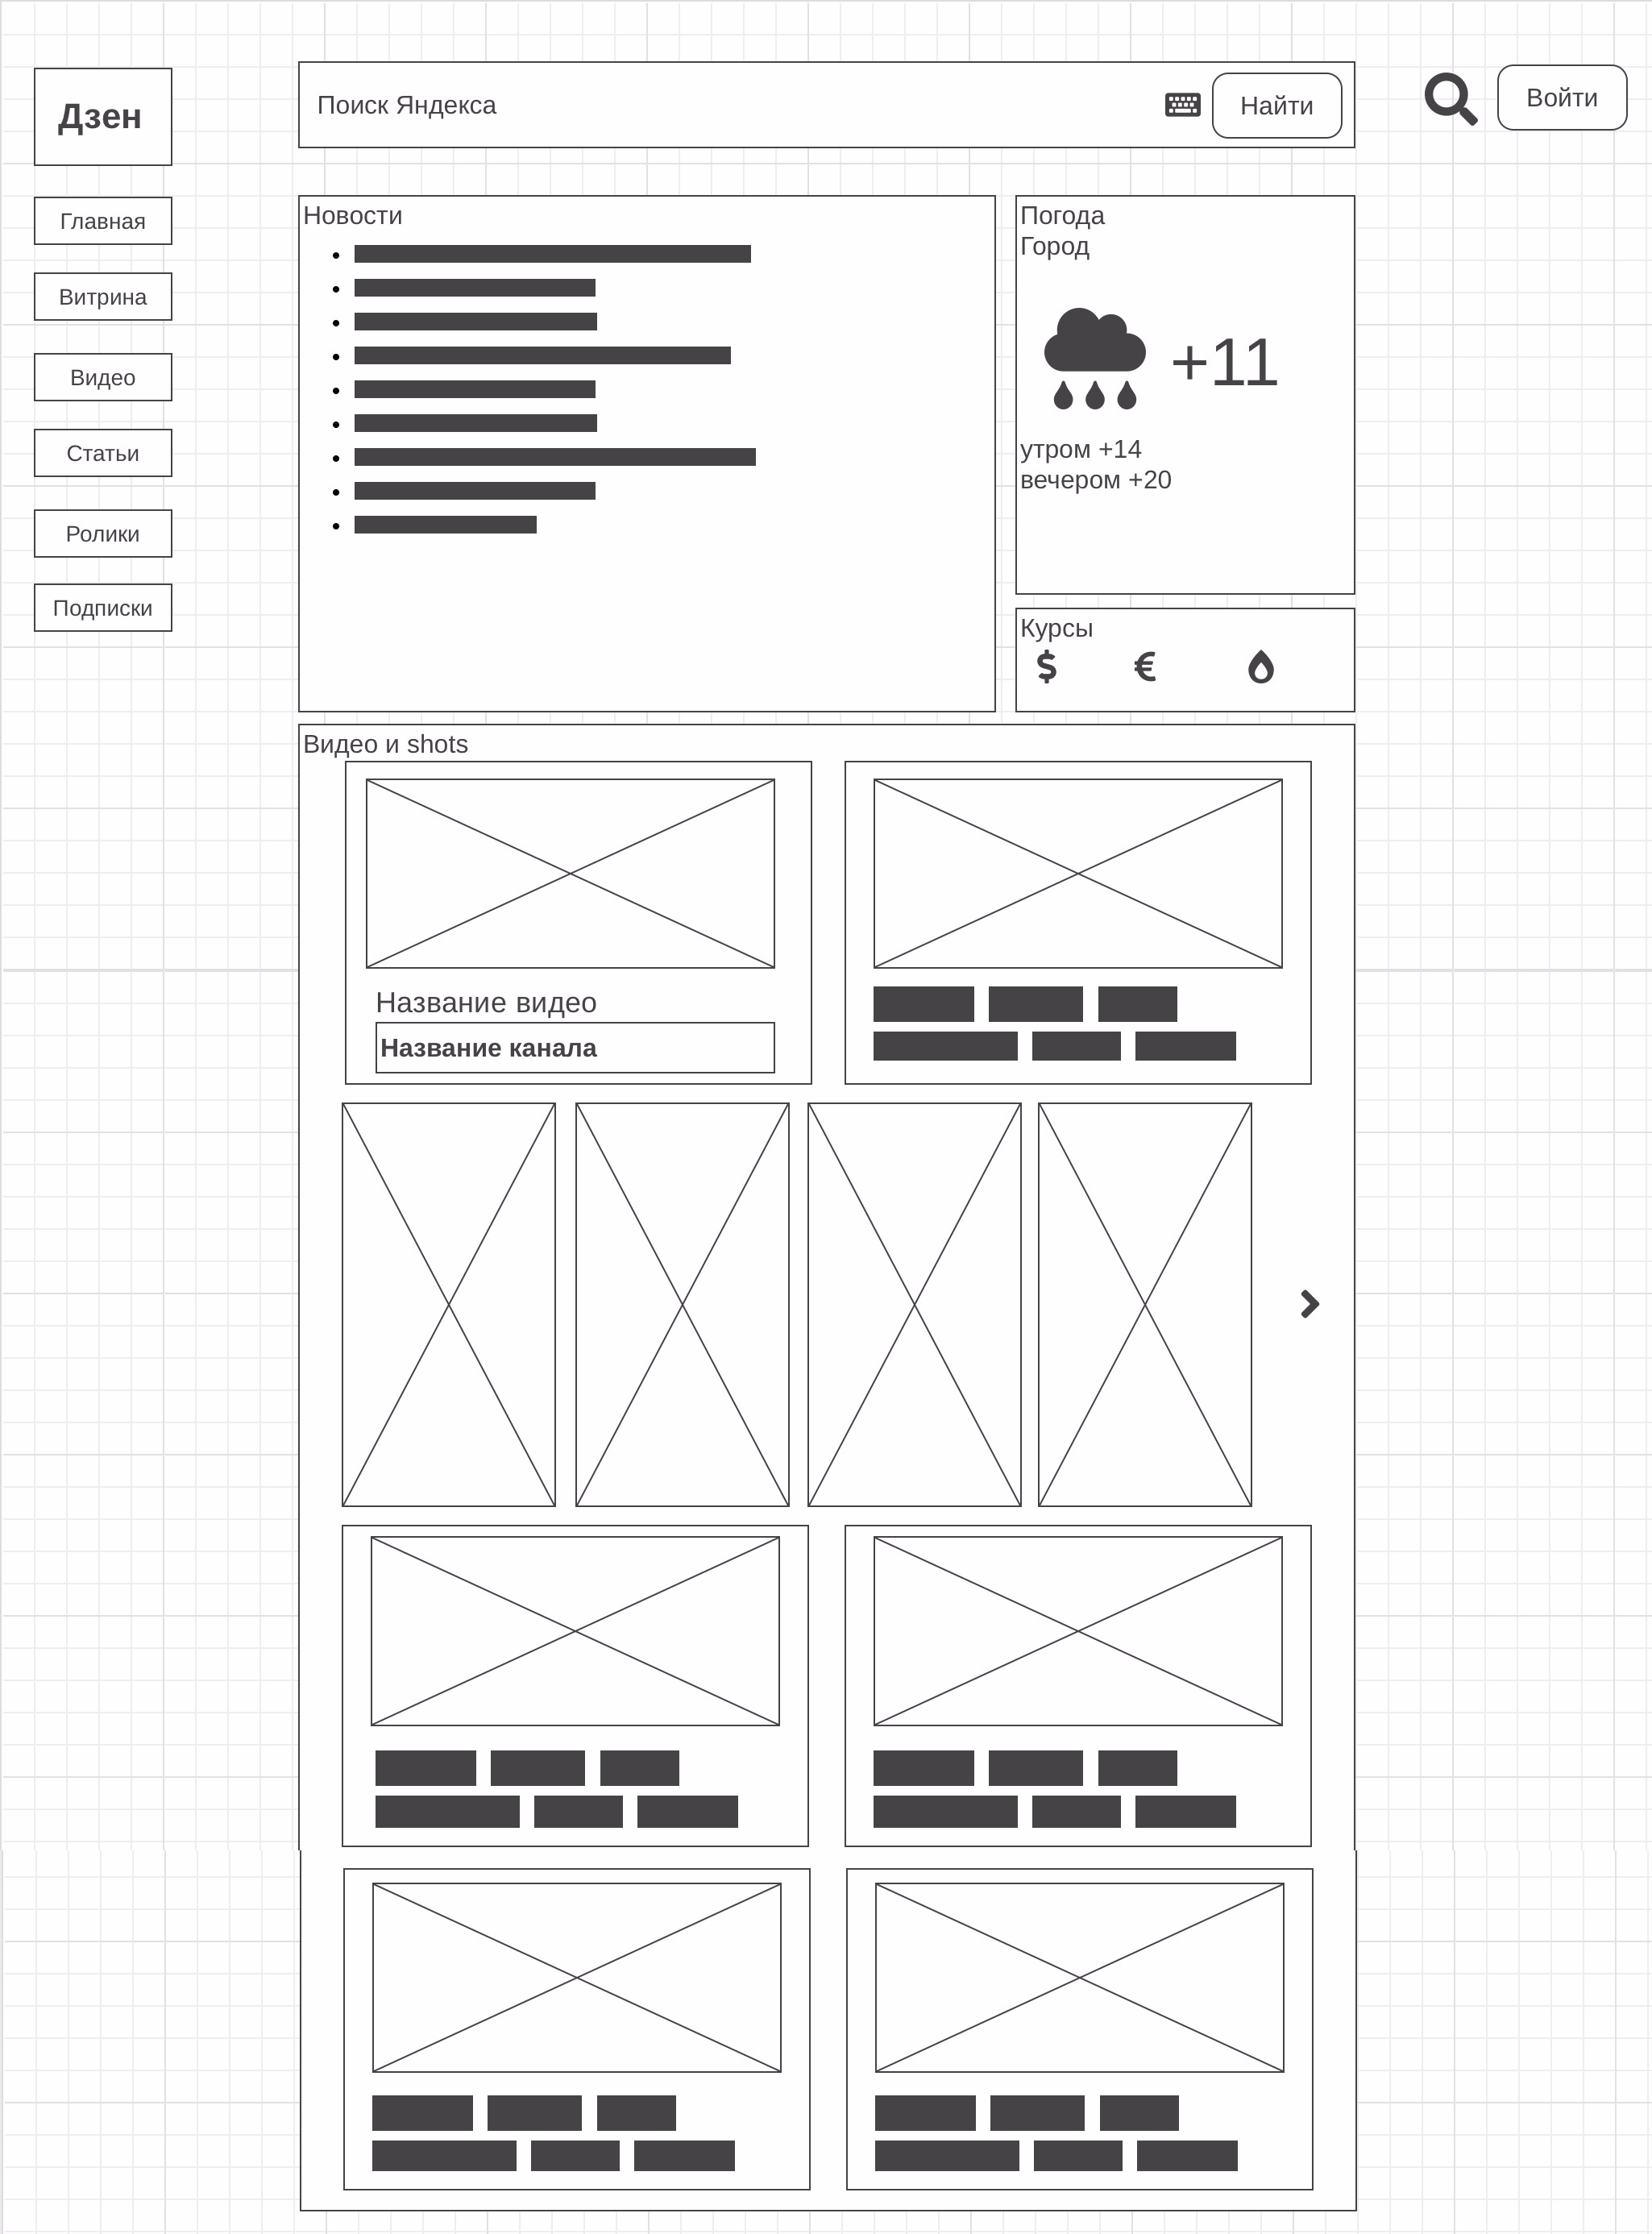 Дзен
Поиск Яндекса
Найти
Войти
Главная
Витрина
Видео
Статьи
Ролики
Подписки
Новости
Погода
Город
+11
утром +14
вечером +20
Курсы
$ €
Видео и shots
Название видео
Название канала